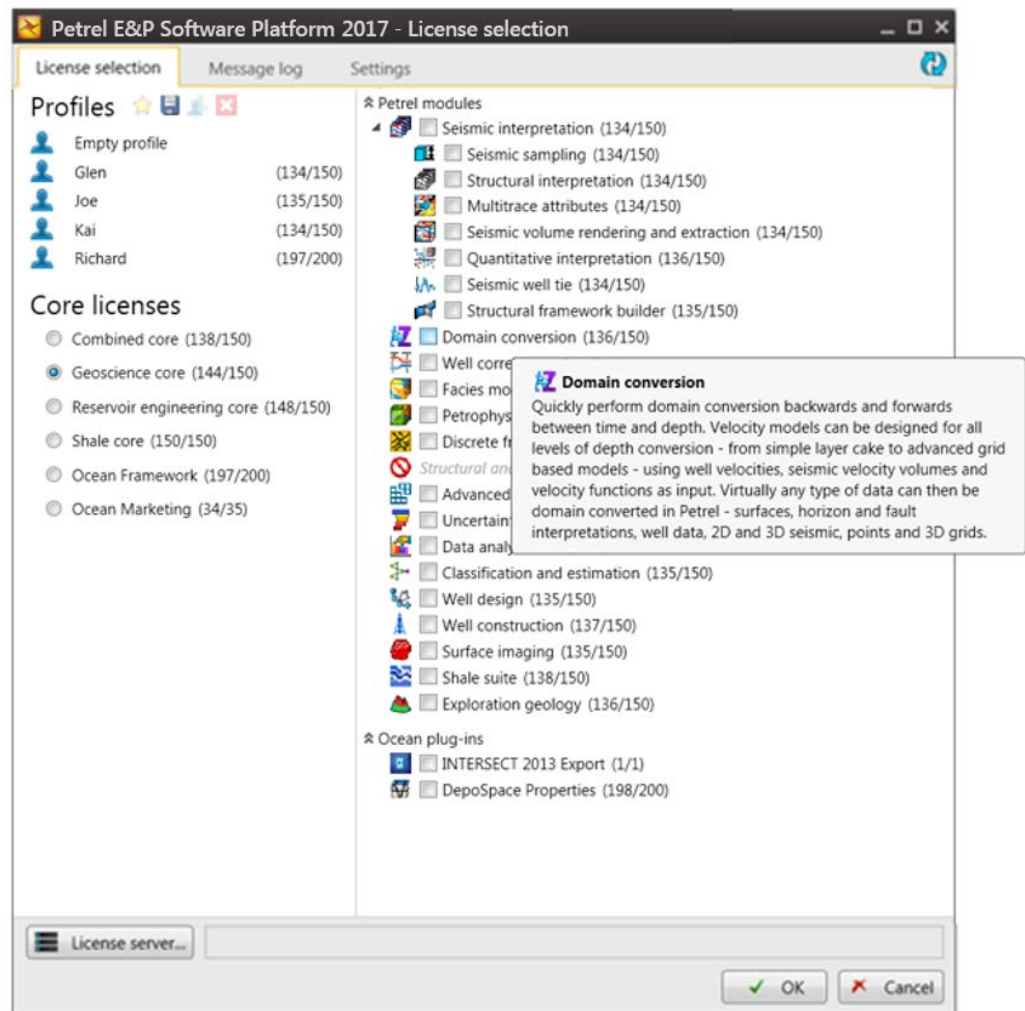 Petrel E&P Software Platform 2017 - License selection
License selection
Message log
Settings
Profiles
Empty profile
Glen (134/150)
Joe (135/150)
Kai (134/150)
Richard (197/200)
Core licenses
Combined core (138/150)
Geoscience core (144/150)
Reservoir engineering core (148/150)
Shale core (150/150)
Ocean Framework (197/200)
Ocean Marketing (34/35)
Petrel modules
Seismic interpretation (134/150)
Seismic sampling (134/150)
Structural interpretation (134/150)
Multitrace attributes (134/150)
Seismic volume rendering and extraction (134/150)
Quantitative interpretation (136/150)
Seismic well tie (134/150)
Structural framework builder (135/150)
Domain conversion (136/150)
Well corre
Facies mo
Petrophys
Discrete fr
Structural an
Advanced
Uncertain
Data analy
Domain conversion
Quickly perform domain conversion backwards and forwards
between time and depth. Velocity models can be designed for all
levels of depth conversion - from simple layer cake to advanced grid
based models - using well velocities, seismic velocity volumes and
velocity functions as input. Virtually any type of data can then be
domain converted in Petrel - surfaces, horizon and fault
interpretations, well data, 2D and 3D seismic, points and 3D grids.
Classification and estimation (135/150)
Well design (135/150)
Well construction (137/150)
Surface imaging (135/150)
Shale suite (138/150)
Exploration geology (136/150)
Ocean plug-ins
INTERSECT 2013 Export (1/1)
DepoSpace Properties (198/200)
License server...
OK
Cancel